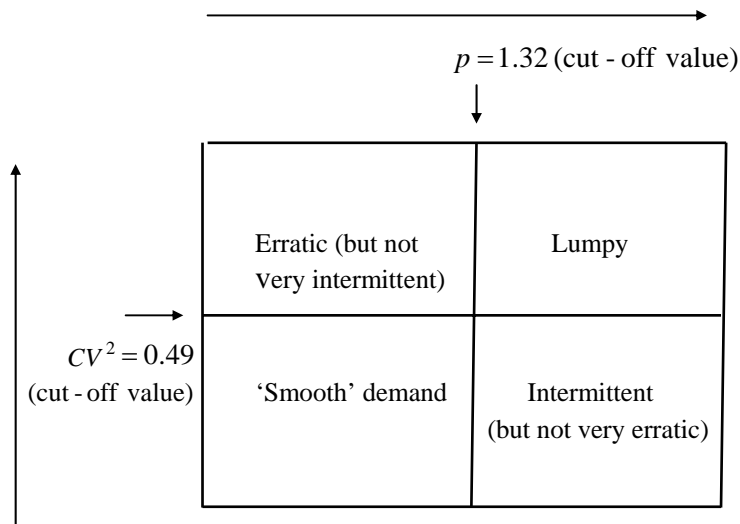 p = 1.32 (cut - off value)
Erratic (but not
very intermittent)
Lumpy
CV² = 0.49
(cut - off value)
‘Smooth’ demand
Intermittent
(but not very erratic)